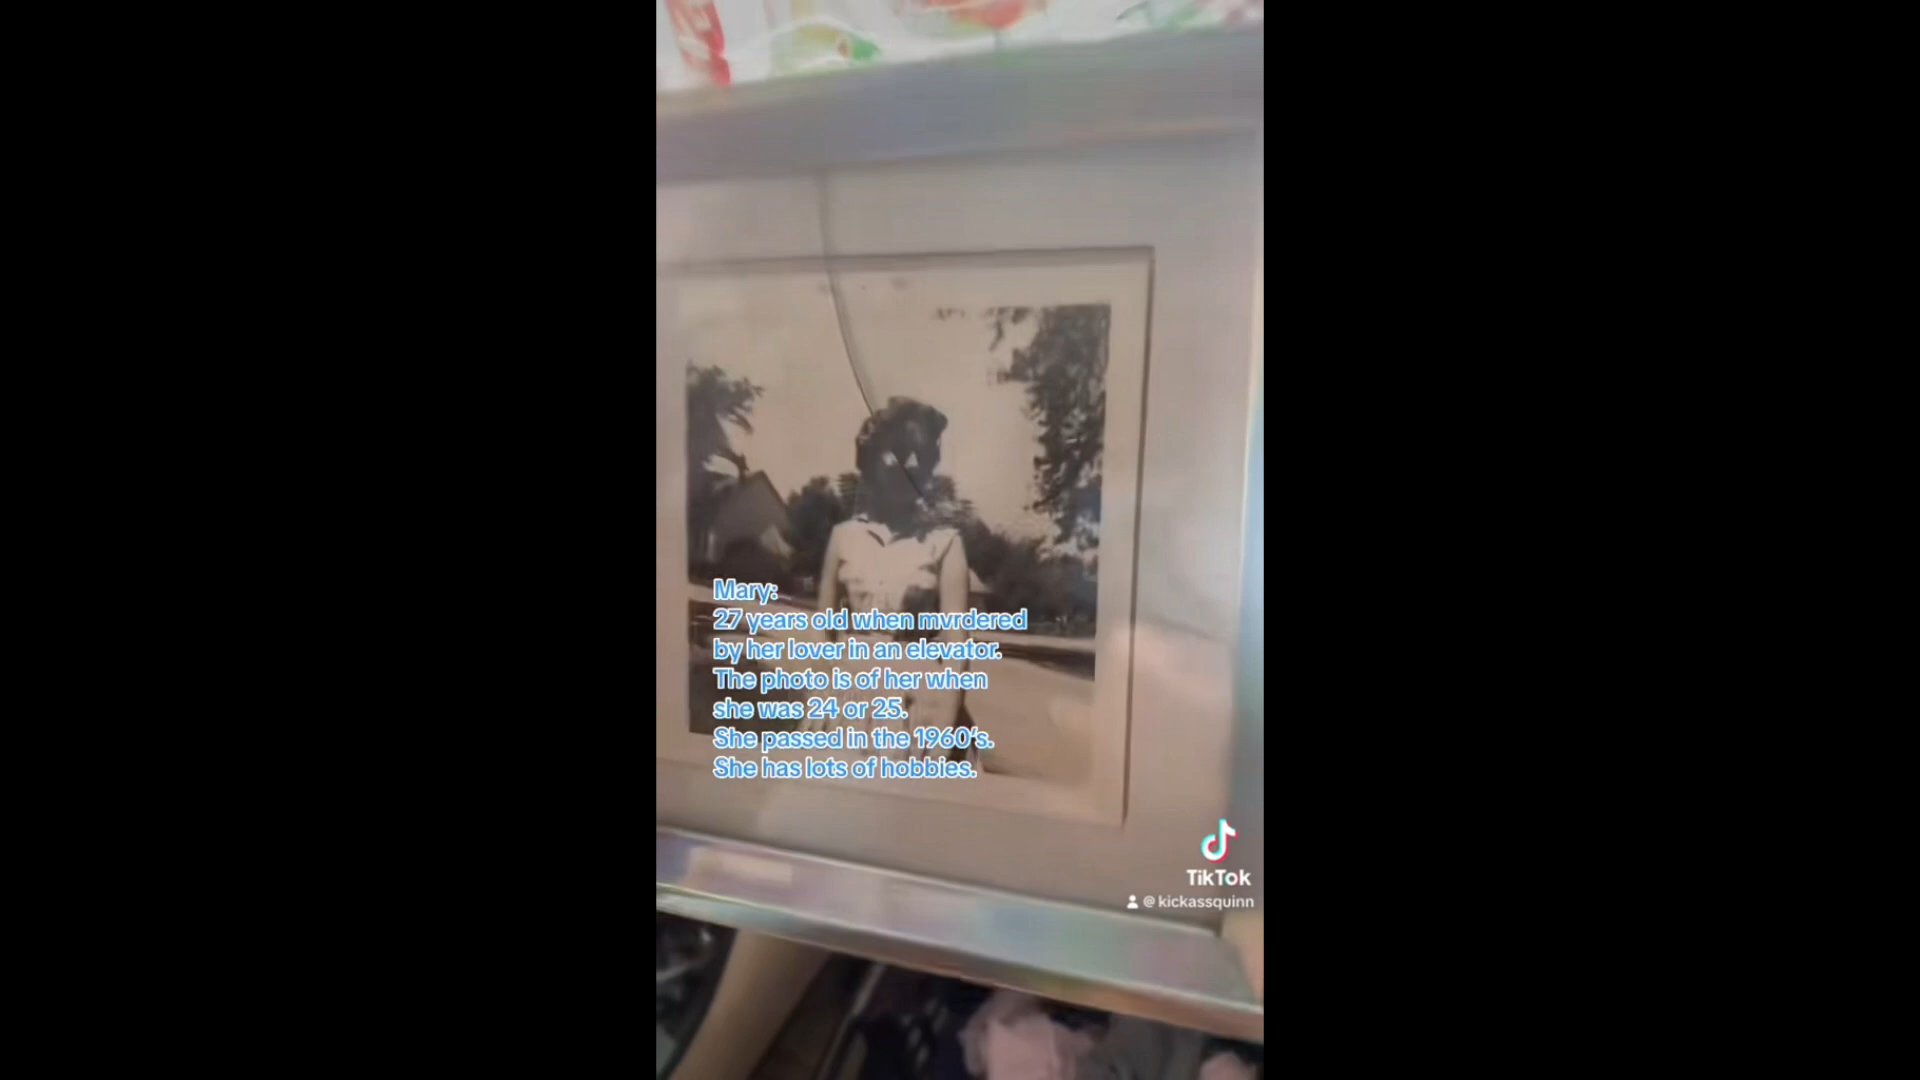 Mary:
27 years old when mvrdered
by her lover in an elevator.
The photo is of her when
she was 24 or 25.
She passed in the 1960's.
She has lots of hobbies.
TikTok
@kickassquinn